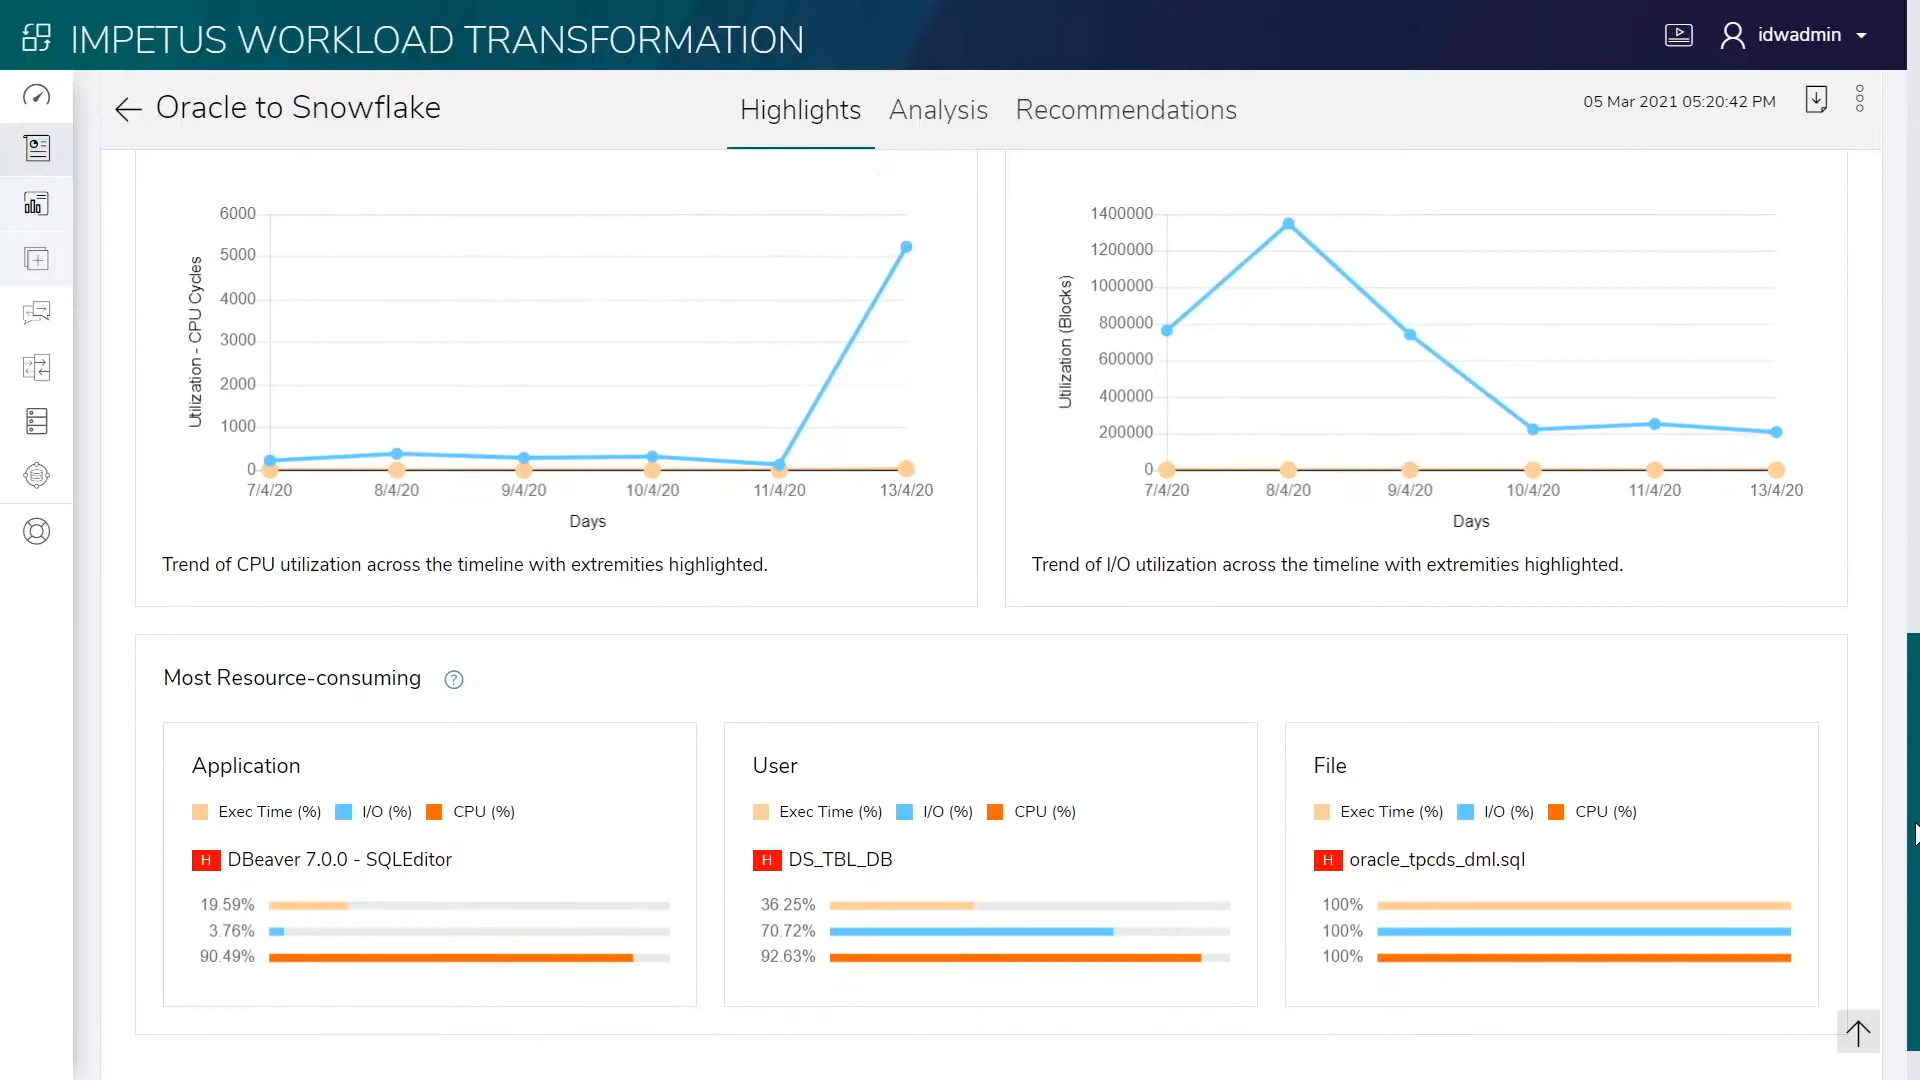 IMPETUS WORKLOAD TRANSFORMATION
idwadmin
Oracle to Snowflake
Highlights
Analysis
Recommendations
05 Mar 2021 05:20:42 PM
6000
5000
4000
3000
2000
1000
0
Utilization - CPU Cycles
7/4/20 8/4/20 9/4/20 10/4/20 11/4/20 13/4/20
Days
Trend of CPU utilization across the timeline with extremities highlighted.
1400000
1200000
1000000
800000
600000
400000
200000
0
Utilization (Blocks)
7/4/20 8/4/20 9/4/20 10/4/20 11/4/20 13/4/20
Days
Trend of I/O utilization across the timeline with extremities highlighted.
Most Resource-consuming ?
Application
Exec Time (%) I/O (%) CPU (%)
H DBeaver 7.0.0 - SQLEditor
19.59%
3.76%
90.49%
User
Exec Time (%) I/O (%) CPU (%)
H DS_TBL_DB
36.25%
70.72%
92.63%
File
Exec Time (%) I/O (%) CPU (%)
H oracle_tpcds_dml.sql
100%
100%
100%